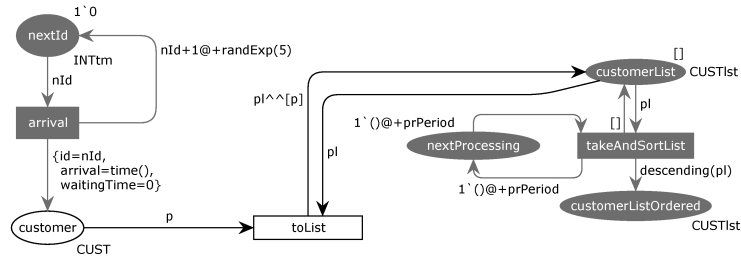 1`0
nextId
INTtm
nId+1@+randExp(5)
nId
arrival
{id=nId,
arrival=time(),
waitingTime=0}
customer
CUST
p
toList
pl^^[p]
pl
[]
customerList
CUSTlst
pl
[]
1`()@+prPeriod
nextProcessing
takeAndSortList
1`()@+prPeriod
descending(pl)
customerListOrdered
CUSTlst